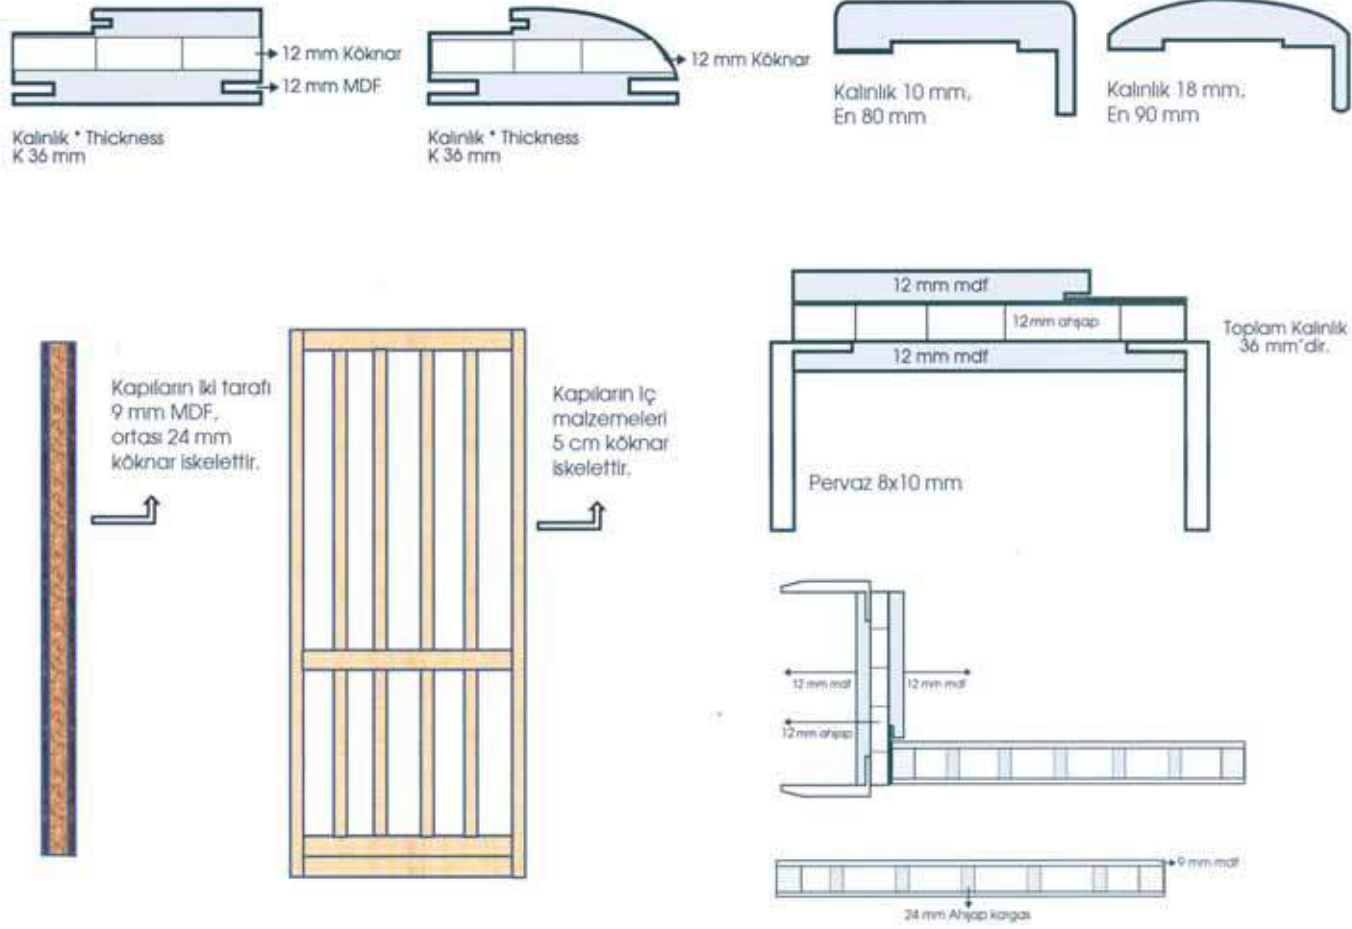 12 mm Köknar
12 mm MDF
Kalınlık * Thickness
K 36 mm
12 mm Köknar
Kalınlık * Thickness
K 36 mm
Kalınlık 10 mm,
En 80 mm
Kalınlık 18 mm,
En 90 mm
Kapıların iki tarafı
9 mm MDF,
ortası 24 mm
köknar iskelettir.
Kapıların iç
malzemeleri
5 cm köknar
iskelettir.
12 mm mdf
12 mm ahşap
12 mm mdf
Toplam Kalınlık
36 mm'dir.
Pervaz 8x10 mm
12 mm mdf
12 mm mdf
12 mm ahşap
9 mm mdf
24 mm Ahşap kargas